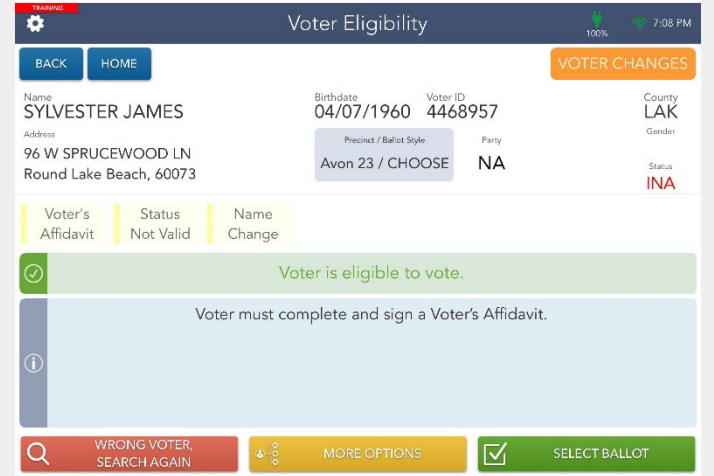 TRAINING
Voter Eligibility
100%
7:08 PM
BACK
HOME
VOTER CHANGES
Name
SYLVESTER JAMES
Birthdate
04/07/1960
Voter ID
4468957
County
LAK
Address
96 W SPRUCEWOOD LN
Round Lake Beach, 60073
Precinct / Ballot Style
Avon 23 / CHOOSE
Party
NA
Gender
Status
INA
Voter's
Affidavit
Status
Not Valid
Name
Change
Voter is eligible to vote.
Voter must complete and sign a Voter's Affidavit.
WRONG VOTER,
SEARCH AGAIN
MORE OPTIONS
SELECT BALLOT